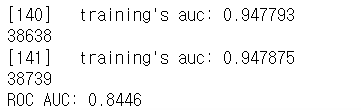 [140]	training's auc: 0.947793
38638
[141]	training's auc: 0.947875
38739
ROC AUC: 0.8446